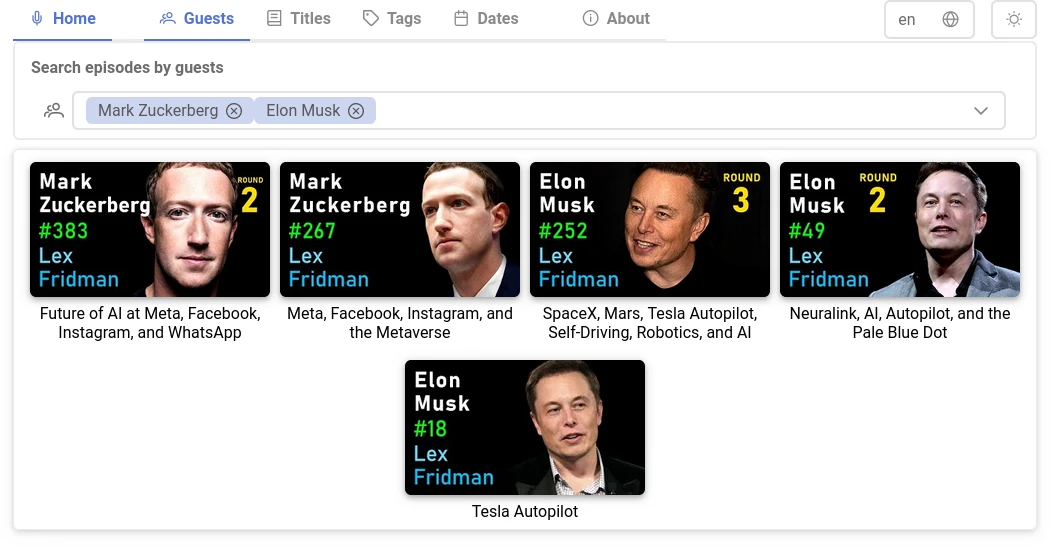 Home
Guests
Titles
Tags
Dates
About
en
Search episodes by guests
Mark Zuckerberg
Elon Musk
Mark
Zuckerberg
ROUND
2
#383
Lex
Fridman
Future of AI at Meta, Facebook,
Instagram, and WhatsApp
Mark
Zuckerberg
#267
Lex
Fridman
Meta, Facebook, Instagram, and
the Metaverse
Elon
Musk
ROUND
3
#252
Lex
Fridman
SpaceX, Mars, Tesla Autopilot,
Self-Driving, Robotics, and AI
Elon
Musk
ROUND
2
#49
Lex
Fridman
Neuralink, AI, Autopilot, and the
Pale Blue Dot
Elon
Musk
#18
Lex
Fridman
Tesla Autopilot